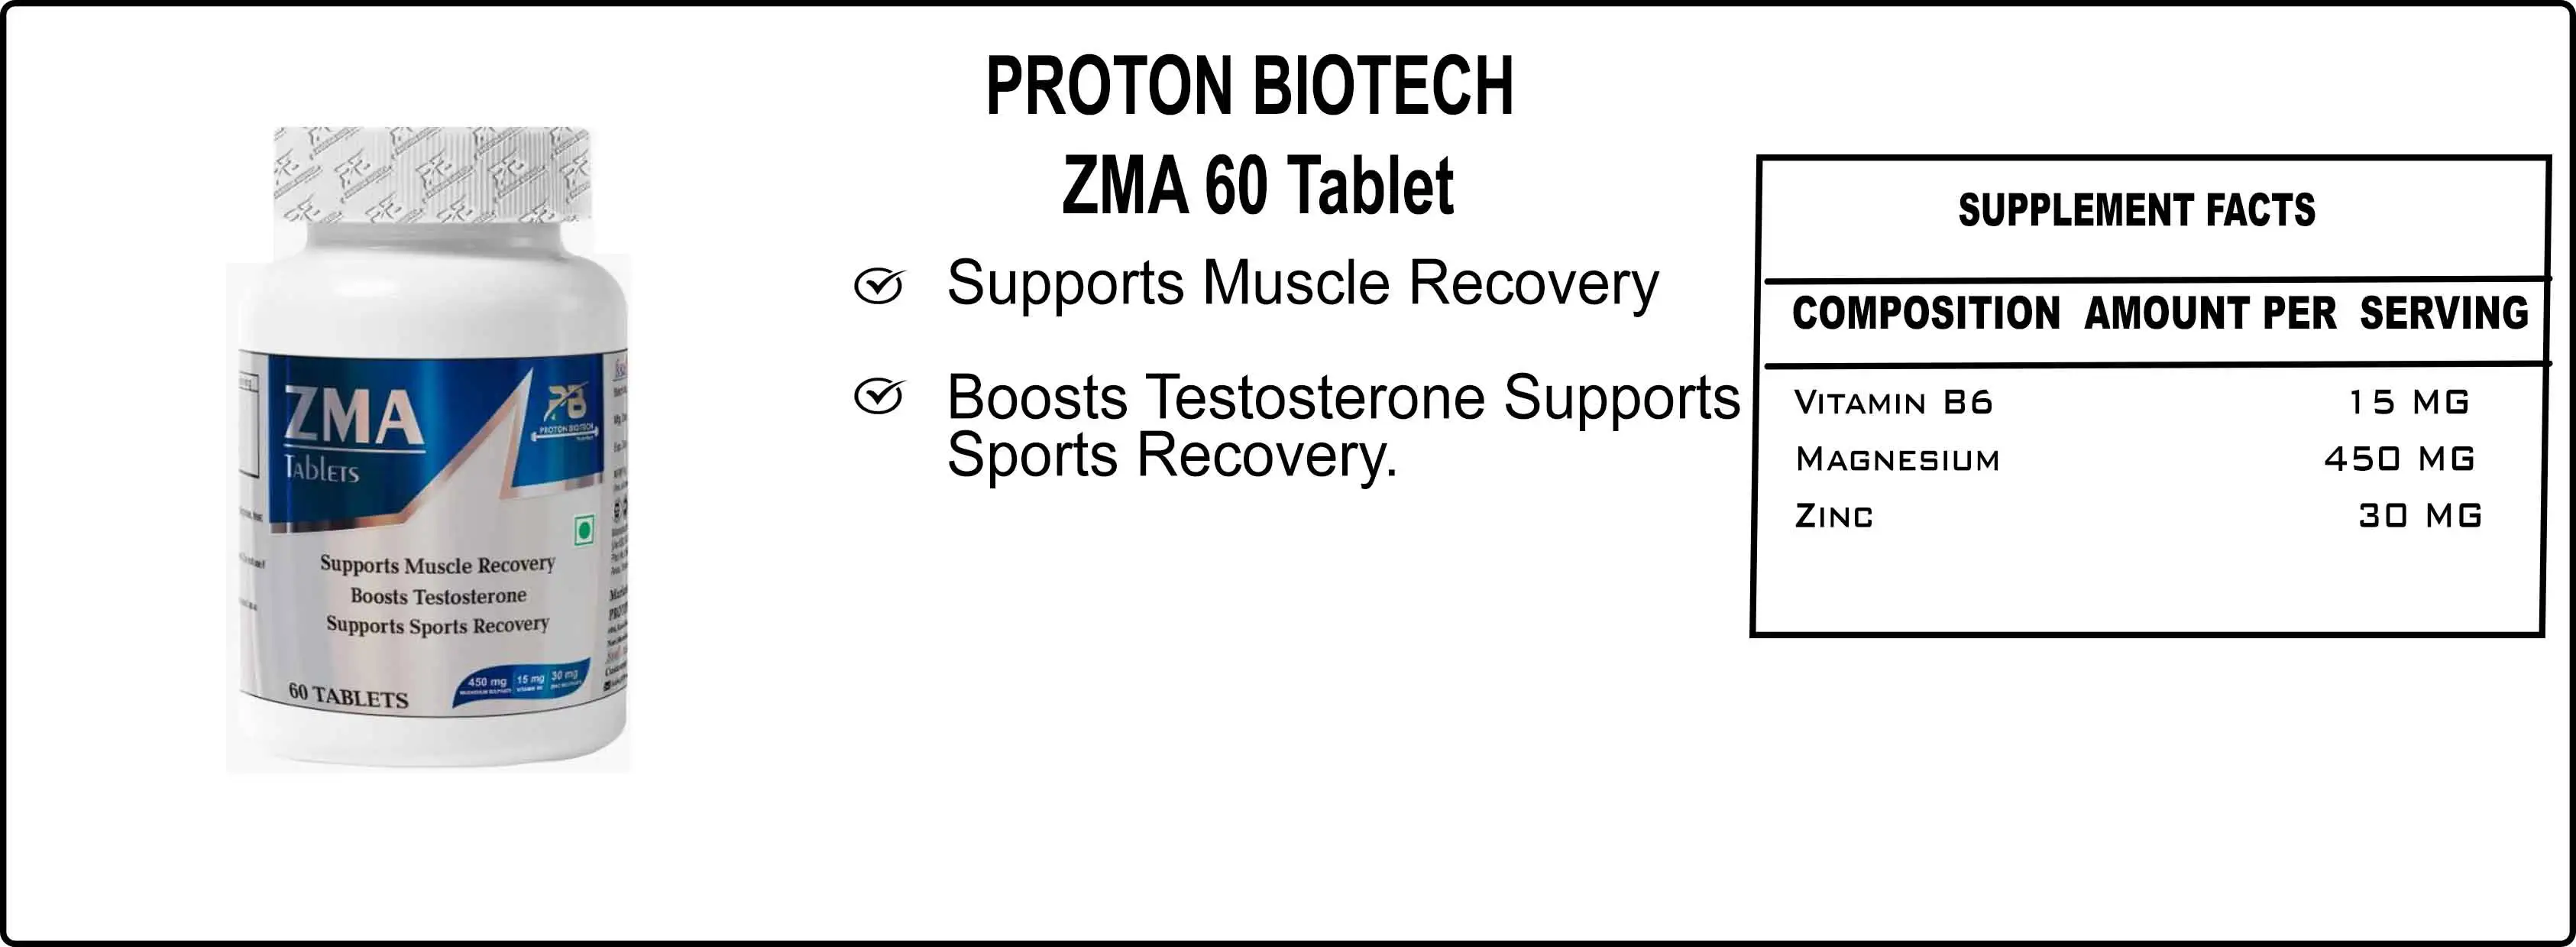 PROTON BIOTECH
ZMA 60 Tablet
Supports Muscle Recovery
Boosts Testosterone Supports
Sports Recovery.
SUPPLEMENT FACTS
COMPOSITION AMOUNT PER SERVING
VITAMIN B6 15 MG
MAGNESIUM 450 MG
ZINC 30 MG
ZMA
TABLETS
PB
PROTON BIOTECH
Supports Muscle Recovery
Boosts Testosterone
Supports Sports Recovery
60 TABLETS
450 mg 15 mg 30 mg